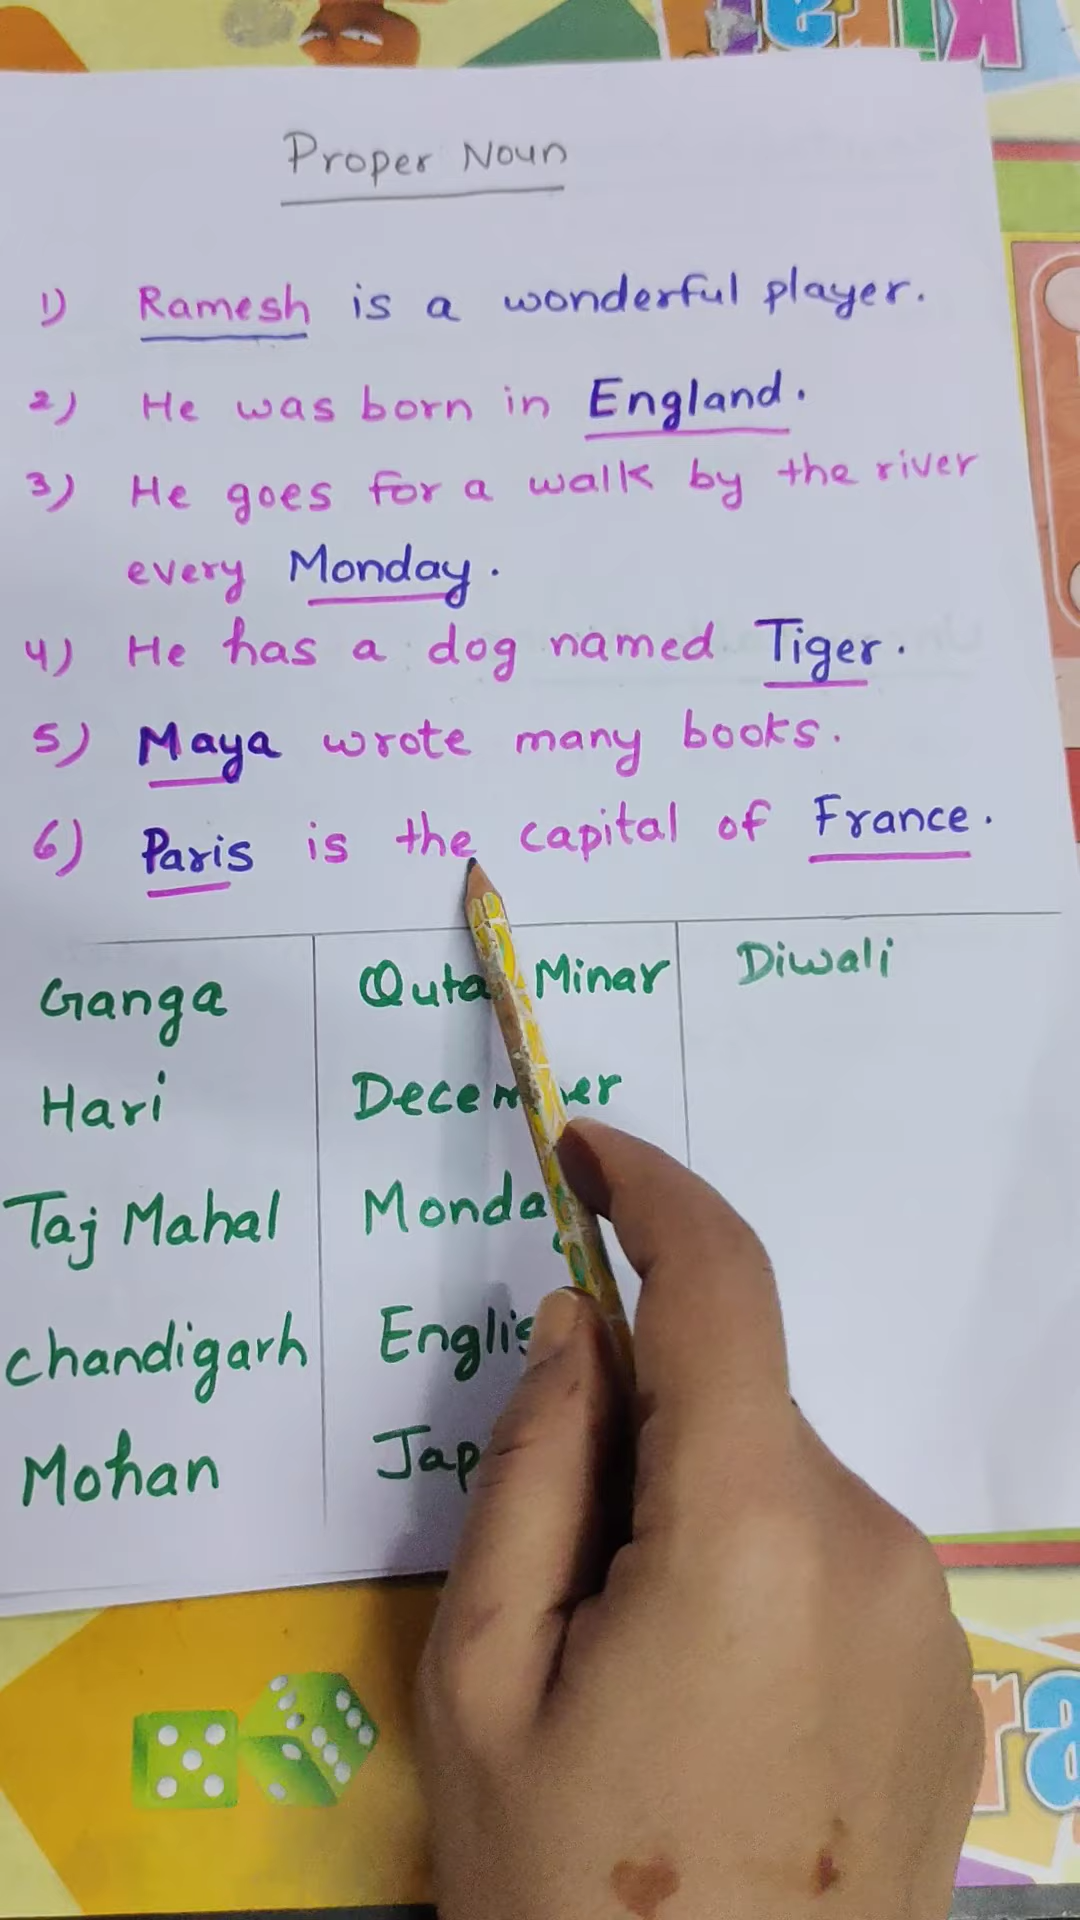 Proper Noun
1) Ramesh is a wonderful player.
2) He was born in England.
3) He goes for a walk by the river
every Monday.
4) He has a dog named Tiger.
5) Maya wrote many books.
6) Paris is the capital of France.
Ganga
Minar
Diwali
Hari
Taj Mahal
Chandigarh
Mohan